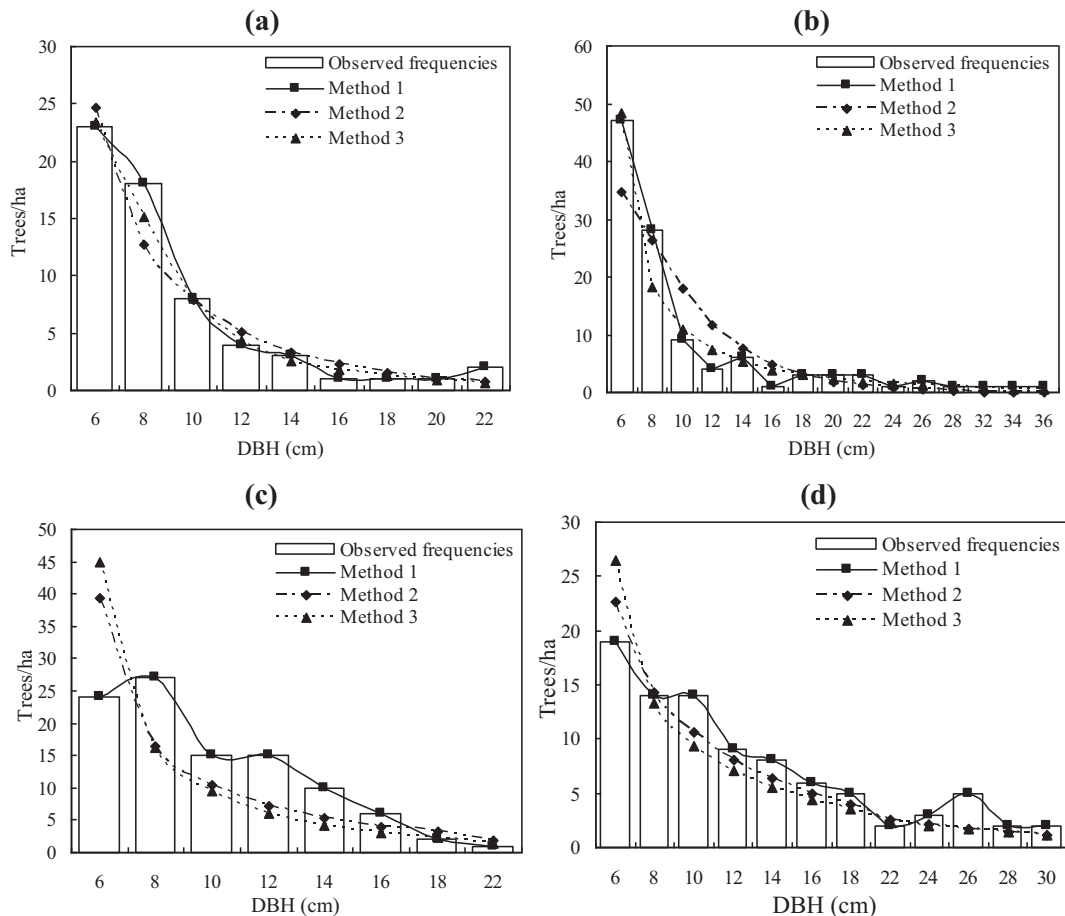 (a)
30
25
20
15
10
5
0
Trees/ha
Observed frequencies
Method 1
Method 2
Method 3
6 8 10 12 14 16 18 20 22
DBH (cm)
(b)
60
50
40
30
20
10
0
Trees/ha
Observed frequencies
Method 1
Method 2
Method 3
6 8 10 12 14 16 18 20 22 24 26 28 32 34 36
DBH (cm)
(c)
50
45
40
35
30
25
20
15
10
5
0
Trees/ha
Observed frequencies
Method 1
Method 2
Method 3
6 8 10 12 14 16 20 22
DBH (cm)
(d)
30
25
20
15
10
5
0
Trees/ha
Observed frequencies
Method 1
Method 2
Method 3
6 8 10 12 14 16 18 22 24 26 28 30
DBH (cm)